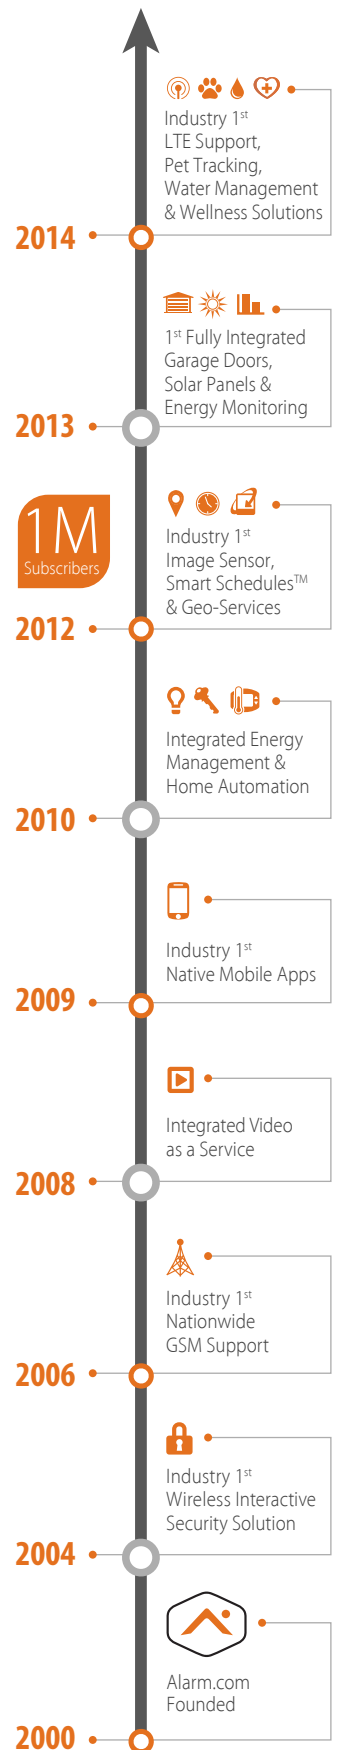 Industry 1st
LTE Support,
Pet Tracking,
Water Management
& Wellness Solutions
2014
1st Fully Integrated
Garage Doors,
Solar Panels &
Energy Monitoring
2013
1M
Subscribers
Industry 1st
Image Sensor,
Smart Schedules™
& Geo-Services
2012
Integrated Energy
Management &
Home Automation
2010
Industry 1st
Native Mobile Apps
2009
Integrated Video
as a Service
2008
Industry 1st
Nationwide
GSM Support
2006
Industry 1st
Wireless Interactive
Security Solution
2004
Alarm.com
Founded
2000